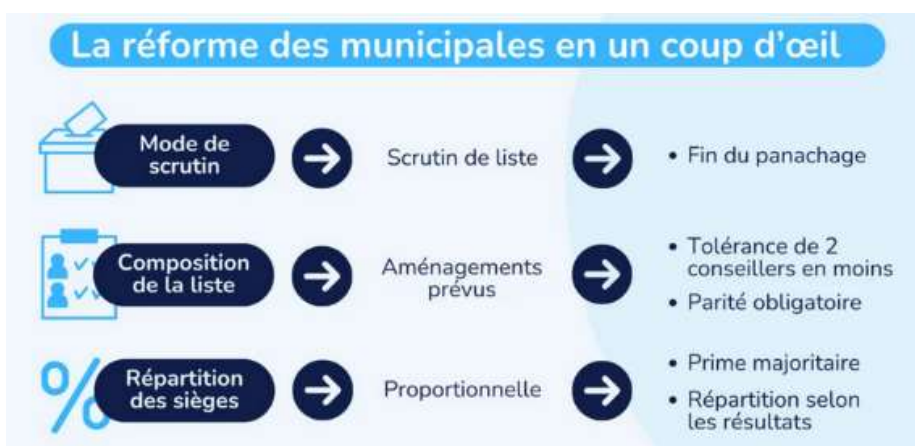 La réforme des municipales en un coup d'œil
Mode de
scrutin
Scrutin de liste
• Fin du panachage
Composition
de la liste
Aménagements
prévus
• Tolérance de 2
conseillers en moins
• Parité obligatoire
%
Répartition
des sièges
Proportionnelle
• Prime majoritaire
• Répartition selon
les résultats